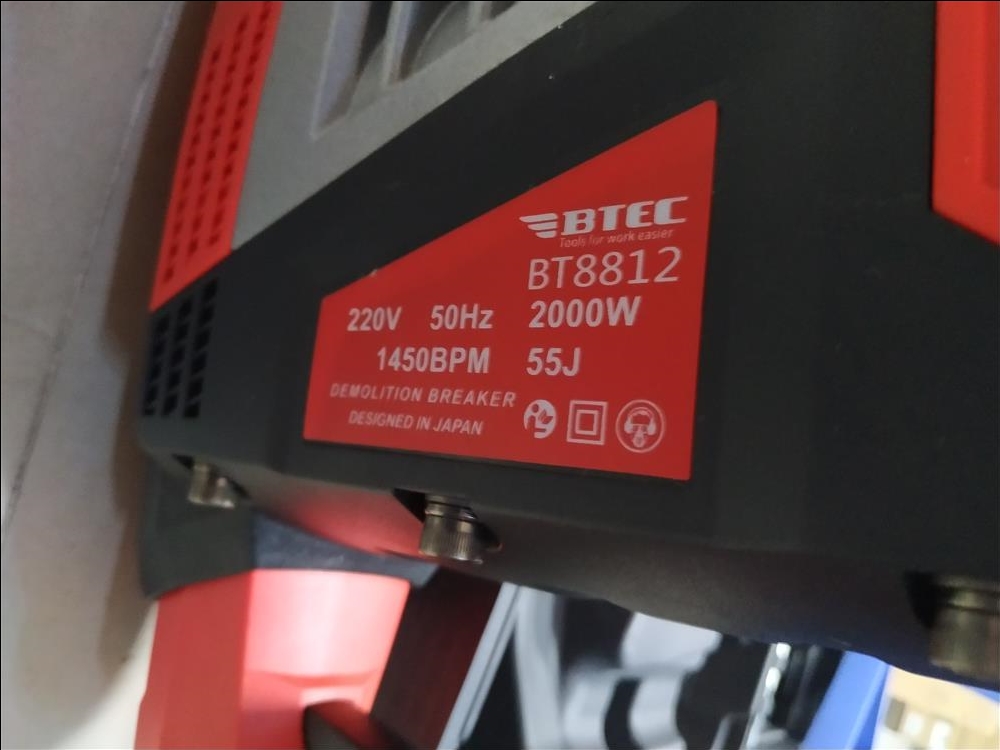 BTEC
Tools for work easier
BT8812
220V 50Hz 2000W
1450BPM 55J
DEMOLITION BREAKER
DESIGNED IN JAPAN